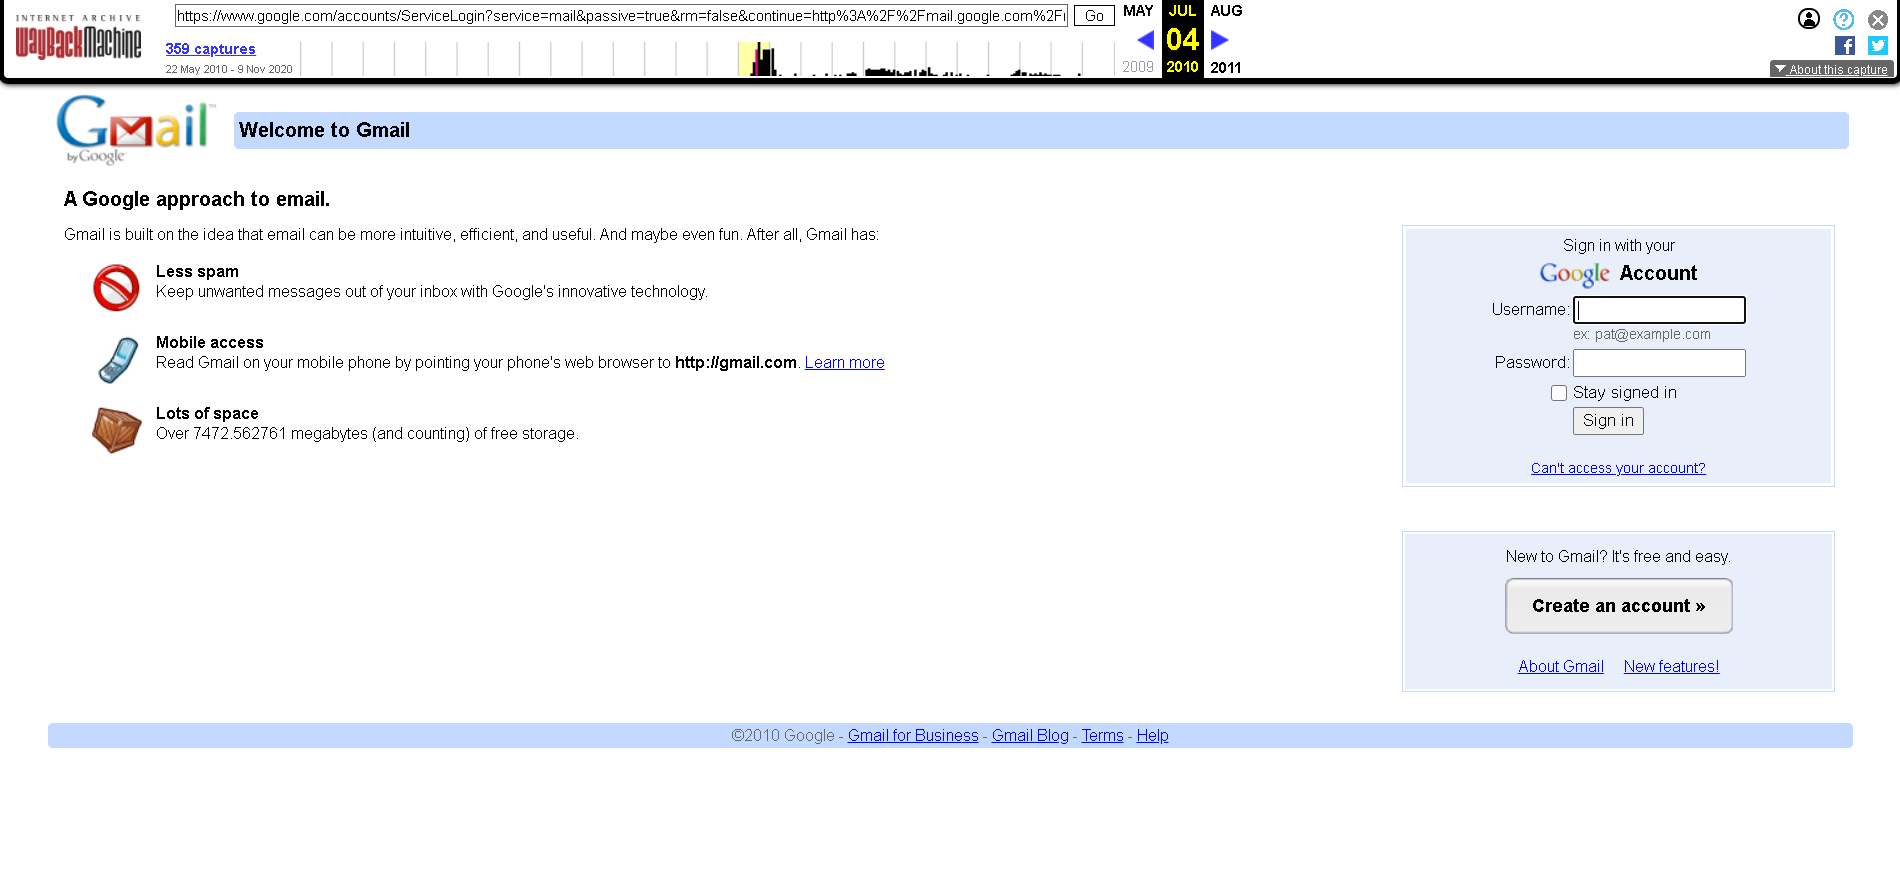 INTERNET ARCHIVE
WayBackMachine
https://www.google.com/accounts/ServiceLogin?service=mail&passive=true&rm=false&continue=http%3A%2F%2Fmail.google.com%2F
Go
MAY JUL AUG
359 captures
04
22 May 2010 - 9 Nov 2020
2009 2010 2011
About this capture
Gmail™
by Google
Welcome to Gmail
A Google approach to email.
Gmail is built on the idea that email can be more intuitive, efficient, and useful. And maybe even fun. After all, Gmail has:
Less spam
Keep unwanted messages out of your inbox with Google's innovative technology.
Mobile access
Read Gmail on your mobile phone by pointing your phone's web browser to http://gmail.com. Learn more
Lots of space
Over 7472.562761 megabytes (and counting) of free storage.
Sign in with your
Google Account
Username:
ex: pat@example.com
Password:
Stay signed in
Sign in
Can't access your account?
New to Gmail? It's free and easy.
Create an account »
About Gmail New features!
©2010 Google - Gmail for Business - Gmail Blog - Terms - Help